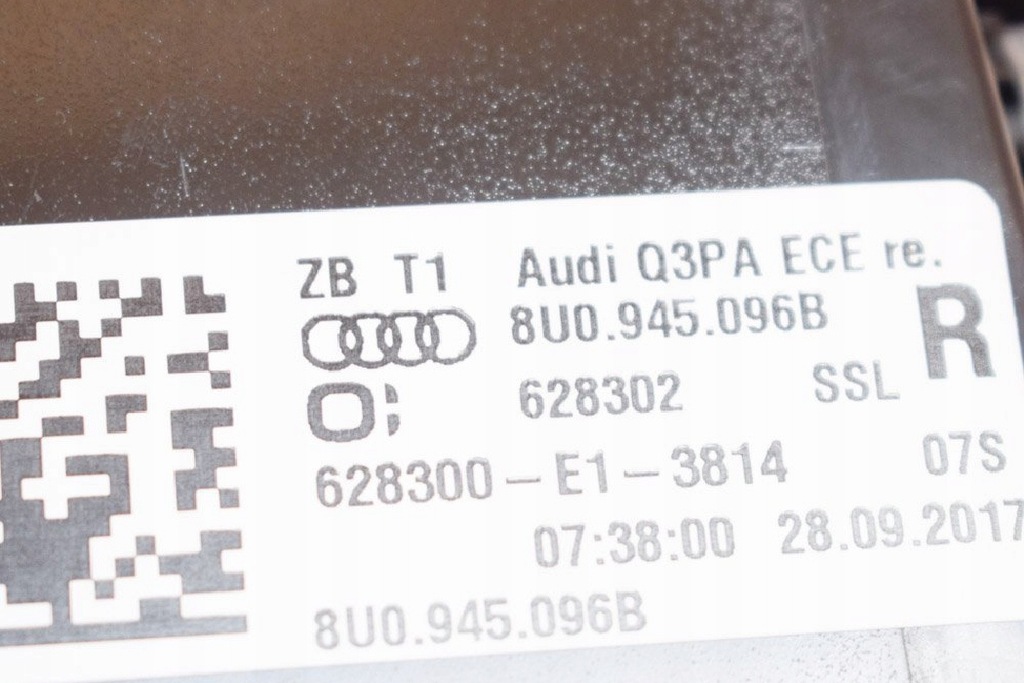 ZB T1 Audi Q3PA ECE re.
8U0.945.096B R
628302 SSL
628300-E1-3814 07S
07:38:00 28.09.2017
8U0.945.096B